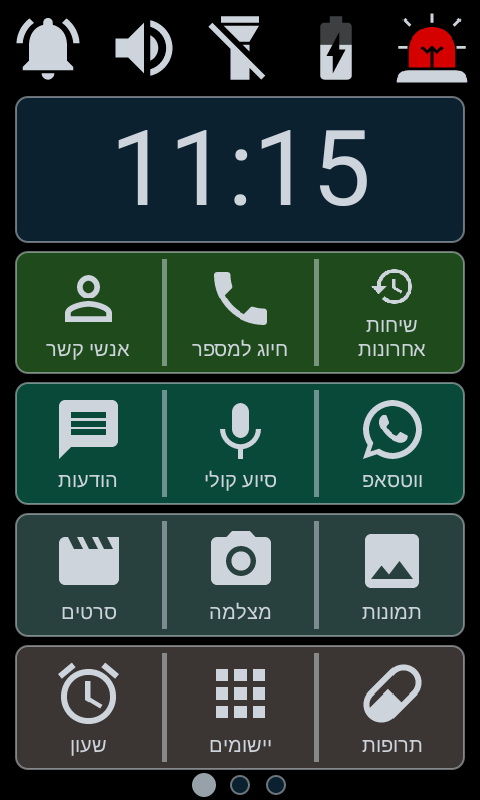 11:15
שיחות
אחרונות
חיוג למספר
אנשי קשר
ווטסאפ
סיוע קולי
הודעות
תמונות
מצלמה
סרטים
תרופות
יישומים
שעון